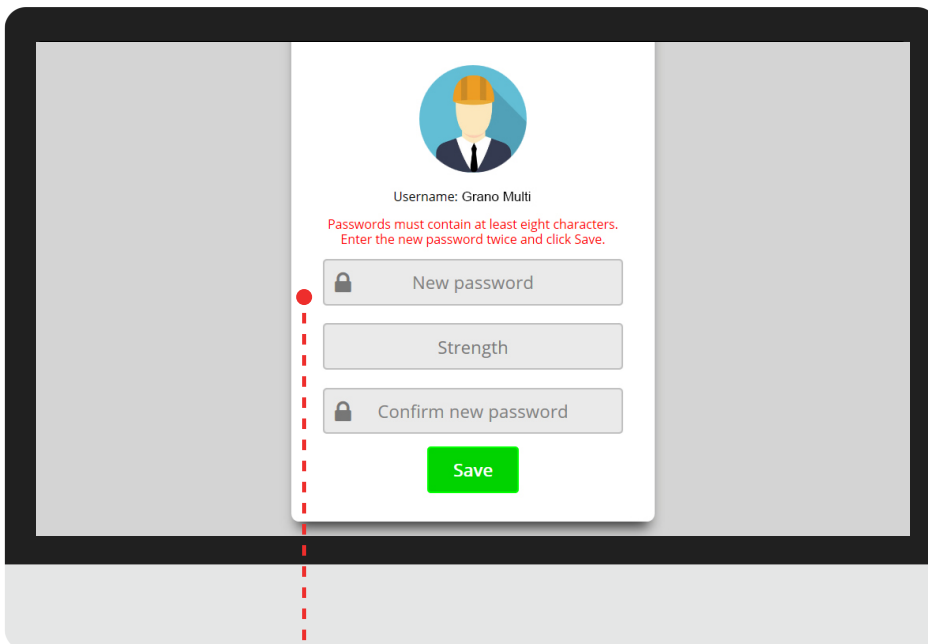 Username: Grano Multi
Passwords must contain at least eight characters.
Enter the new password twice and click Save.
New password
Strength
Confirm new password
Save